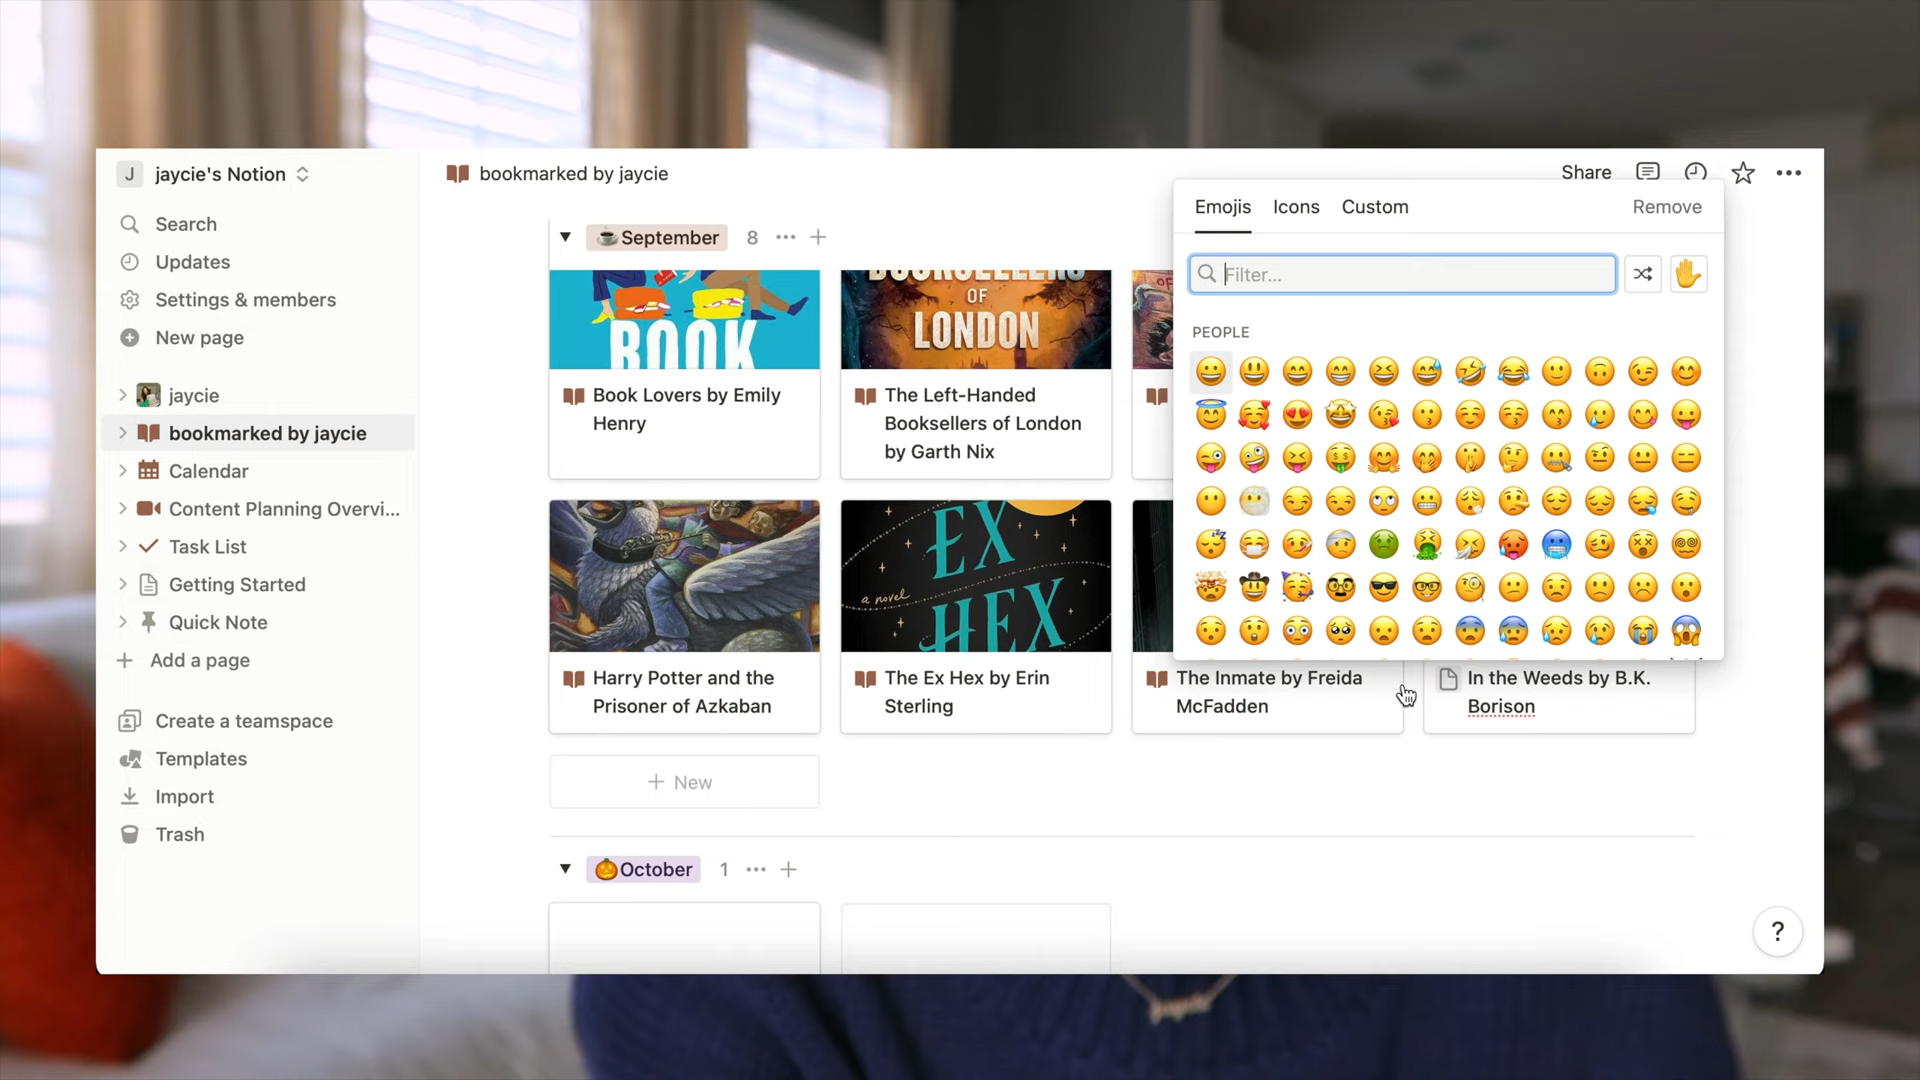 J jaycie's Notion
Search
Updates
Settings & members
New page
jaycie
bookmarked by jaycie
Calendar
Content Planning Overvi...
Task List
Getting Started
Quick Note
Add a page
Create a teamspace
Templates
Import
Trash
bookmarked by jaycie
Share
September 8
BOOK
BOOKSELLERS
OF
LONDON
Book Lovers by Emily
Henry
The Left-Handed
Booksellers of London
by Garth Nix
EX
a novel
HEX
Harry Potter and the
Prisoner of Azkaban
The Ex Hex by Erin
Sterling
The Inmate by Freida
McFadden
In the Weeds by B.K.
Borison
New
October 1
Emojis Icons Custom Remove
Filter...
PEOPLE
?